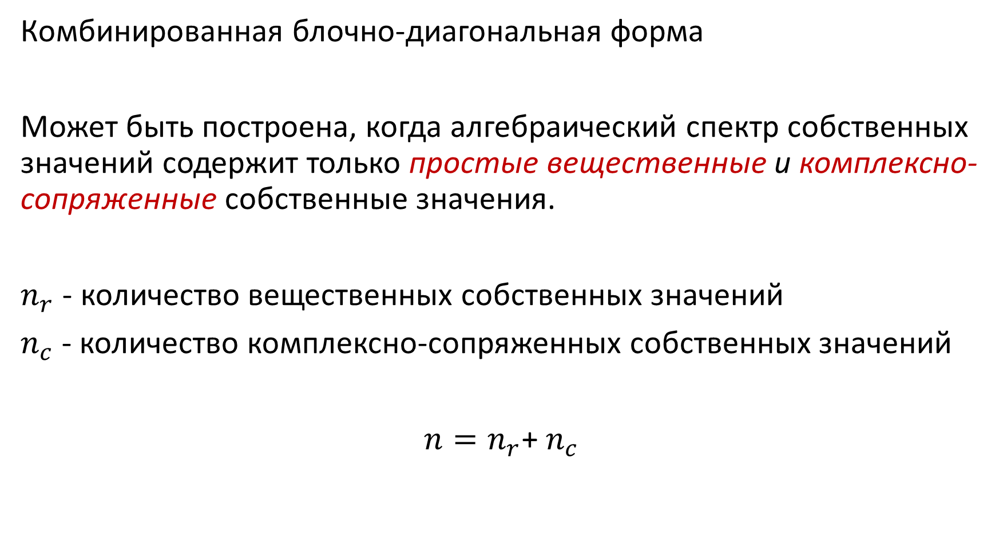 Комбинированная блочно-диагональная форма
Может быть построена, когда алгебраический спектр собственных
значений содержит только простые вещественные и комплексно-
сопряженные собственные значения.
n_r - количество вещественных собственных значений
n_c - количество комплексно-сопряженных собственных значений
n = n_r + n_c